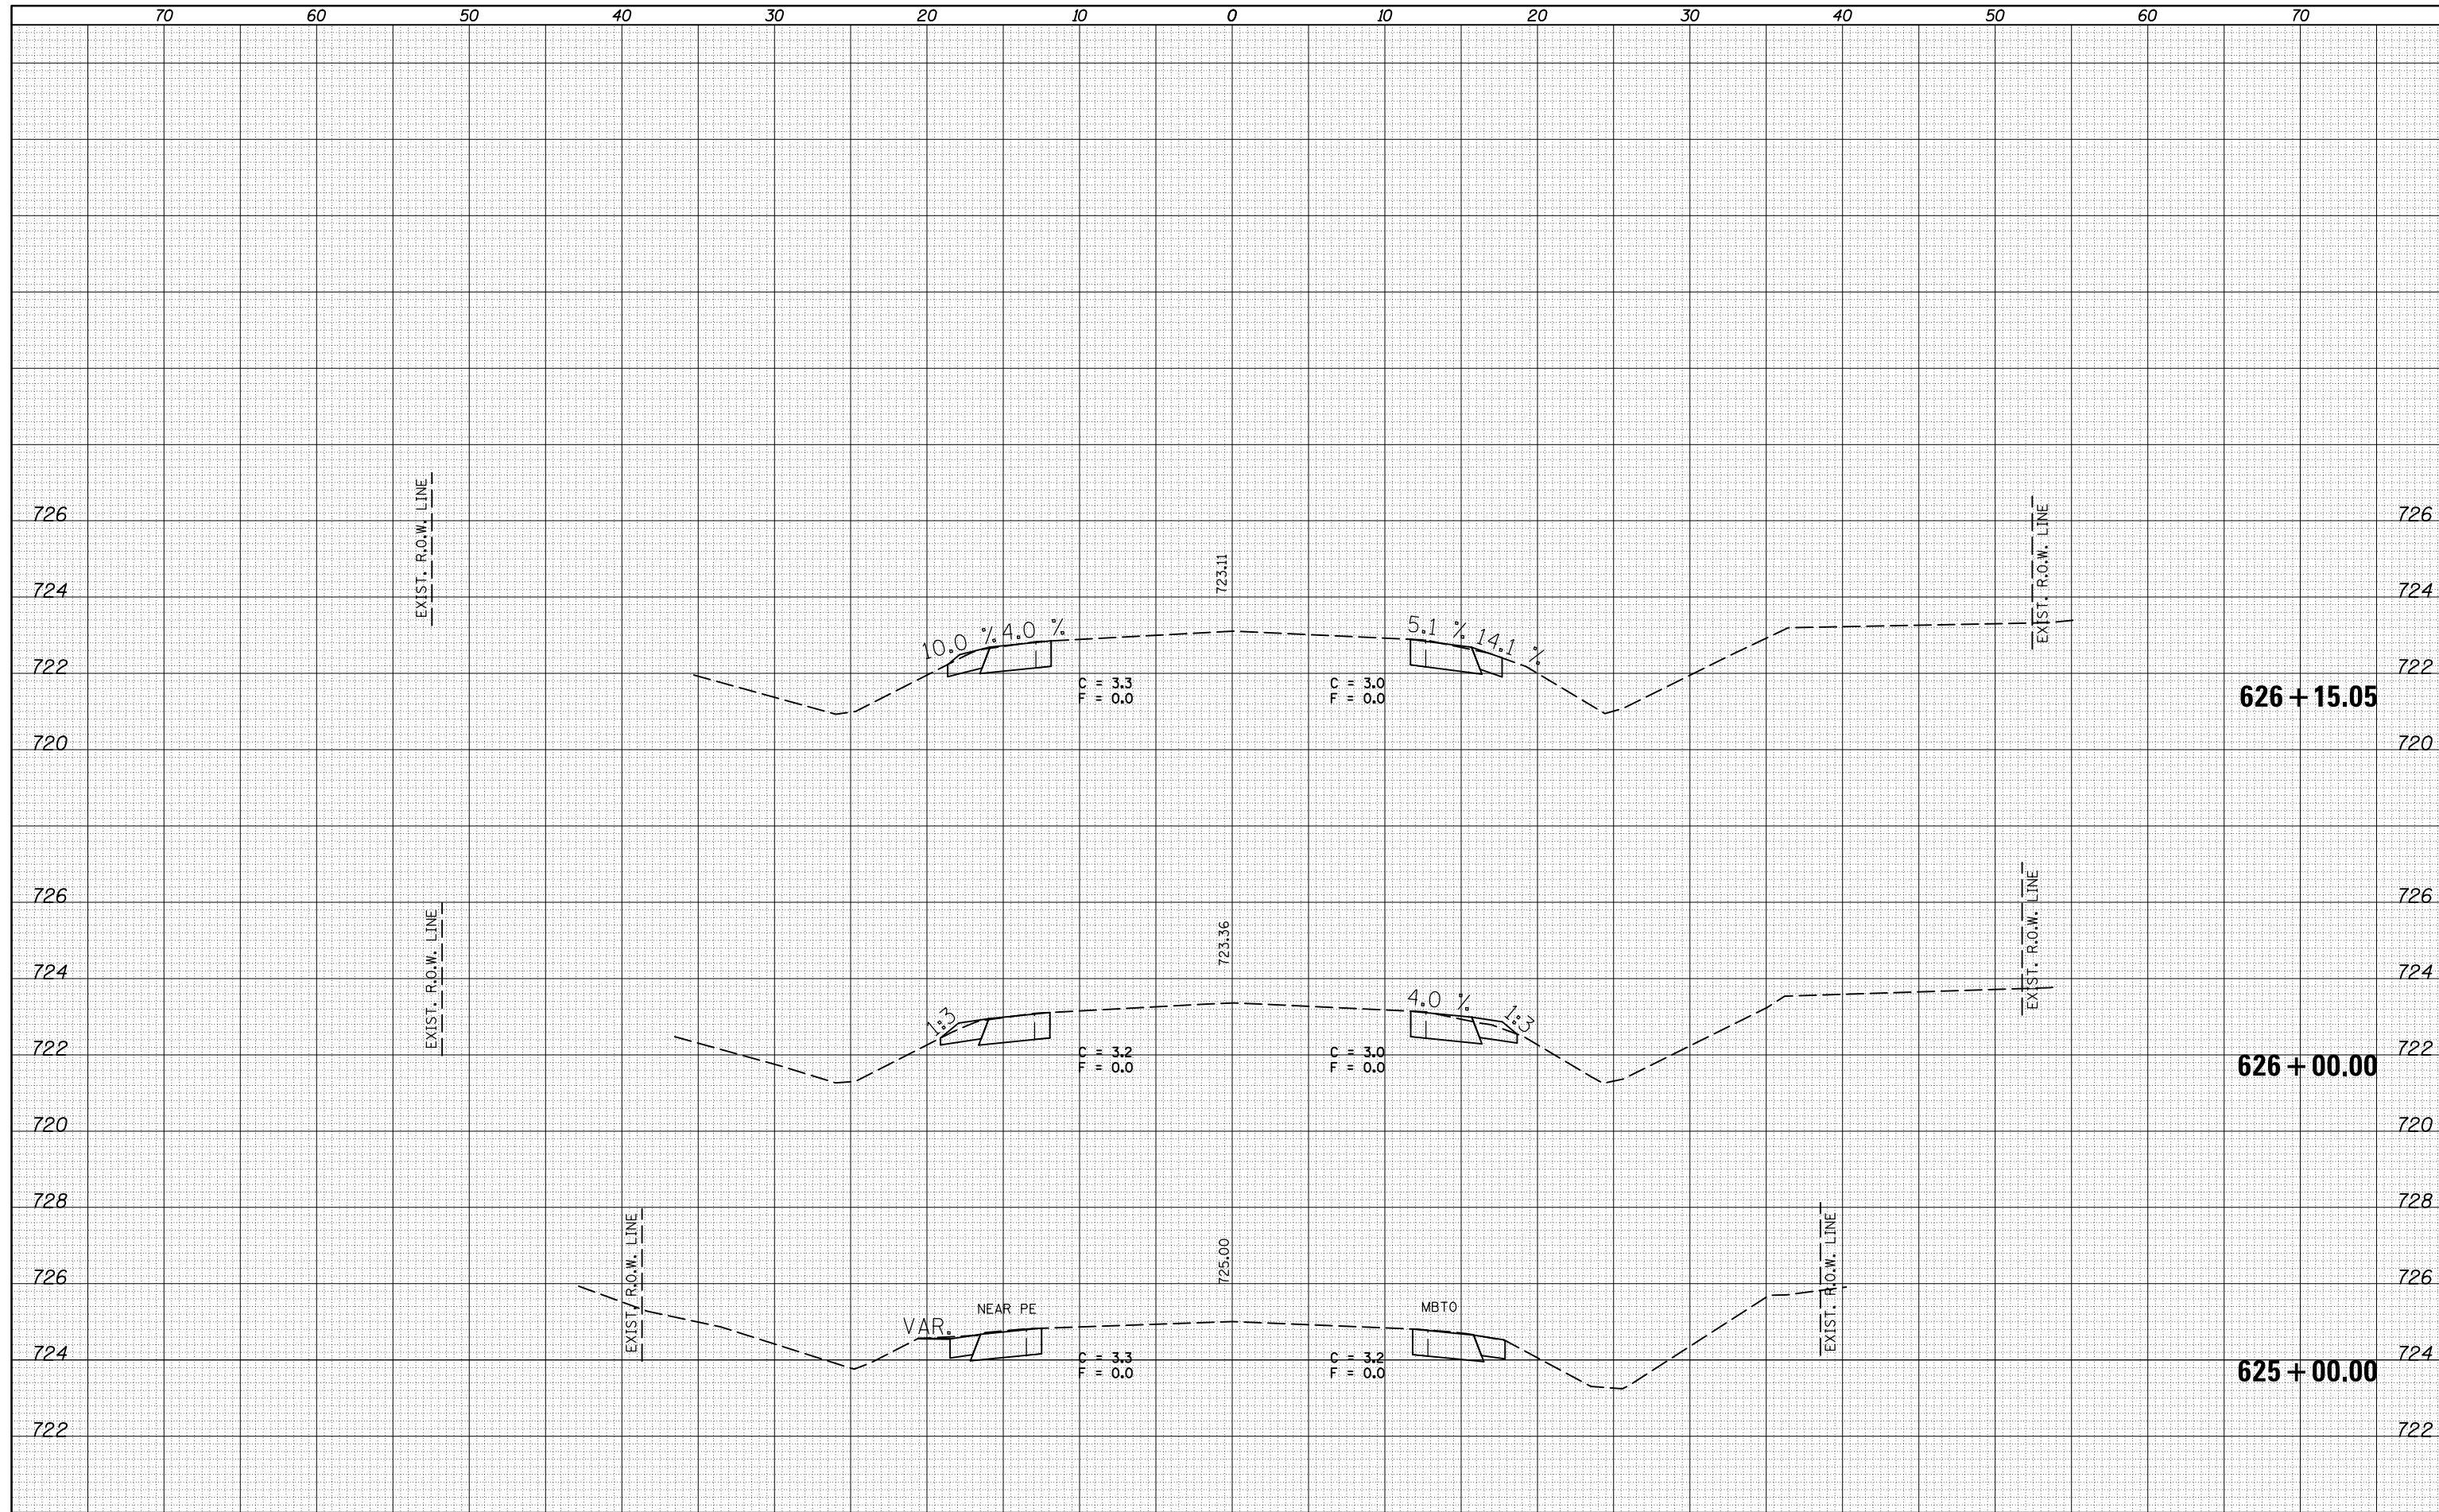 70 60 50 40 30 20 10 0 10 20 30 40 50 60 70
EXIST. R.O.W. LINE
EXIST. R.O.W. LINE
726 726
723.11
724 724
10.0 % 4.0 % 5.1 % 14.1 %
722 722
C = 3.3 C = 3.0
F = 0.0 F = 0.0
626 + 15.05
720 720
EXIST. R.O.W. LINE
EXIST. R.O.W. LINE
726 726
723.36
724 724
1:3 4.0 % 1:3
722 722
C = 3.2 C = 3.0
F = 0.0 F = 0.0
626 + 00.00
720 720
728 728
EXIST. R.O.W. LINE
EXIST. R.O.W. LINE
725.00
726 726
NEAR PE MBTO
VAR.
724 724
C = 3.3 C = 3.2
F = 0.0 F = 0.0
625 + 00.00
722 722